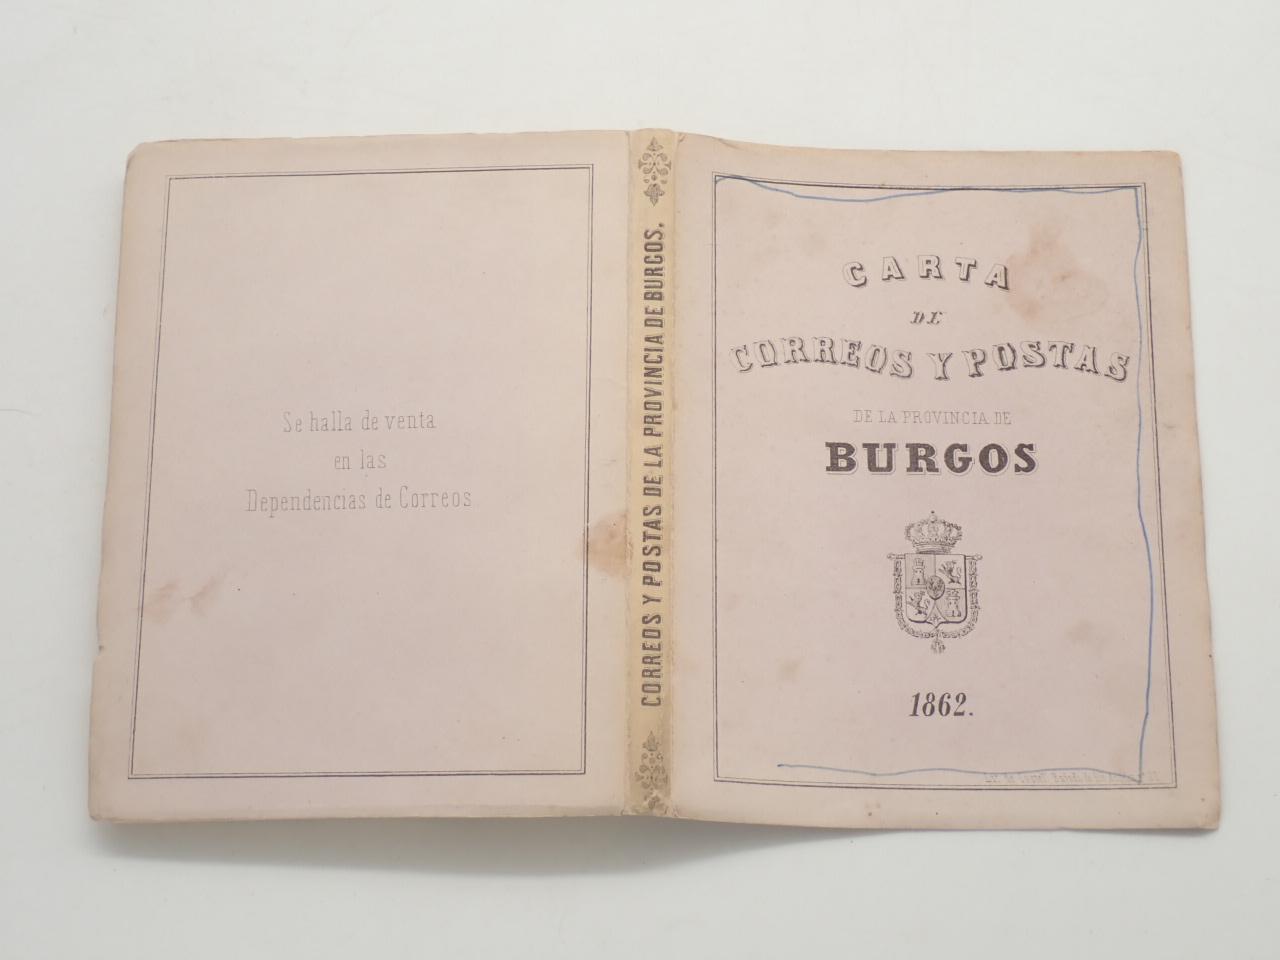 Se halla de venta
en las
Dependencias de Correos
CORREOS Y POSTAS DE LA PROVINCIA DE BURGOS.
CARTA
DE
CORREOS Y POSTAS
DE LA PROVINCIA DE
BURGOS
1862.